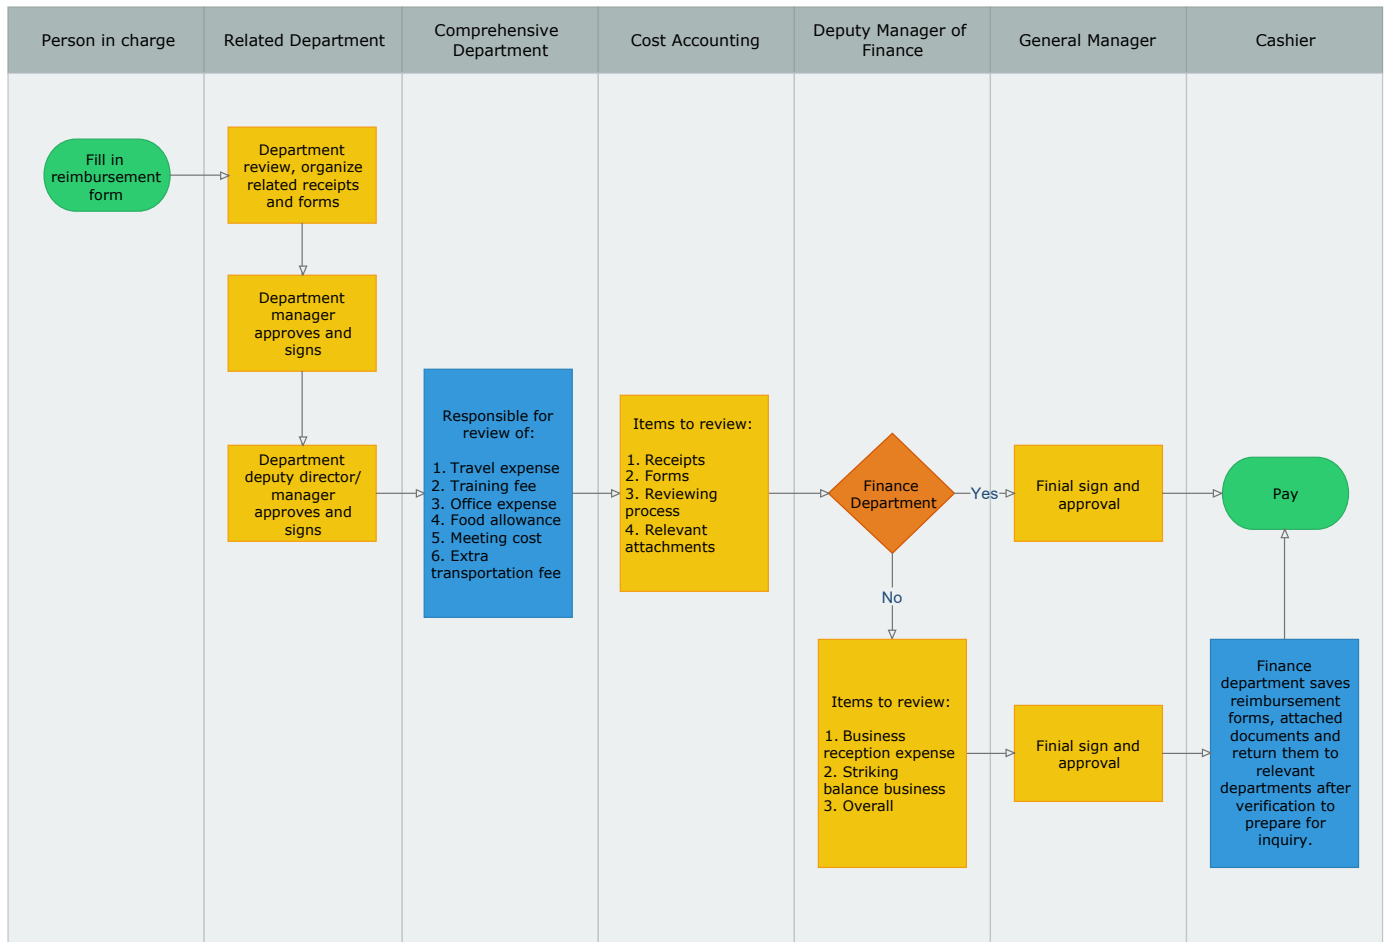 Person in charge
Related Department
Comprehensive
Department
Cost Accounting
Deputy Manager of
Finance
General Manager
Cashier
Fill in
reimbursement
form
Department
review, organize
related receipts
and forms
Department
manager
approves and
signs
Department
deputy director/
manager
approves and
signs
Responsible for
review of:
1. Travel expense
2. Training fee
3. Office expense
4. Food allowance
5. Meeting cost
6. Extra
transportation fee
Items to review:
1. Receipts
2. Forms
3. Reviewing
process
4. Relevant
attachments
Finance
Department
Yes
Finial sign and
approval
Pay
No
Items to review:
1. Business
reception expense
2. Striking
balance business
3. Overall
Finial sign and
approval
Finance
department saves
reimbursement
forms, attached
documents and
return them to
relevant
departments after
verification to
prepare for
inquiry.